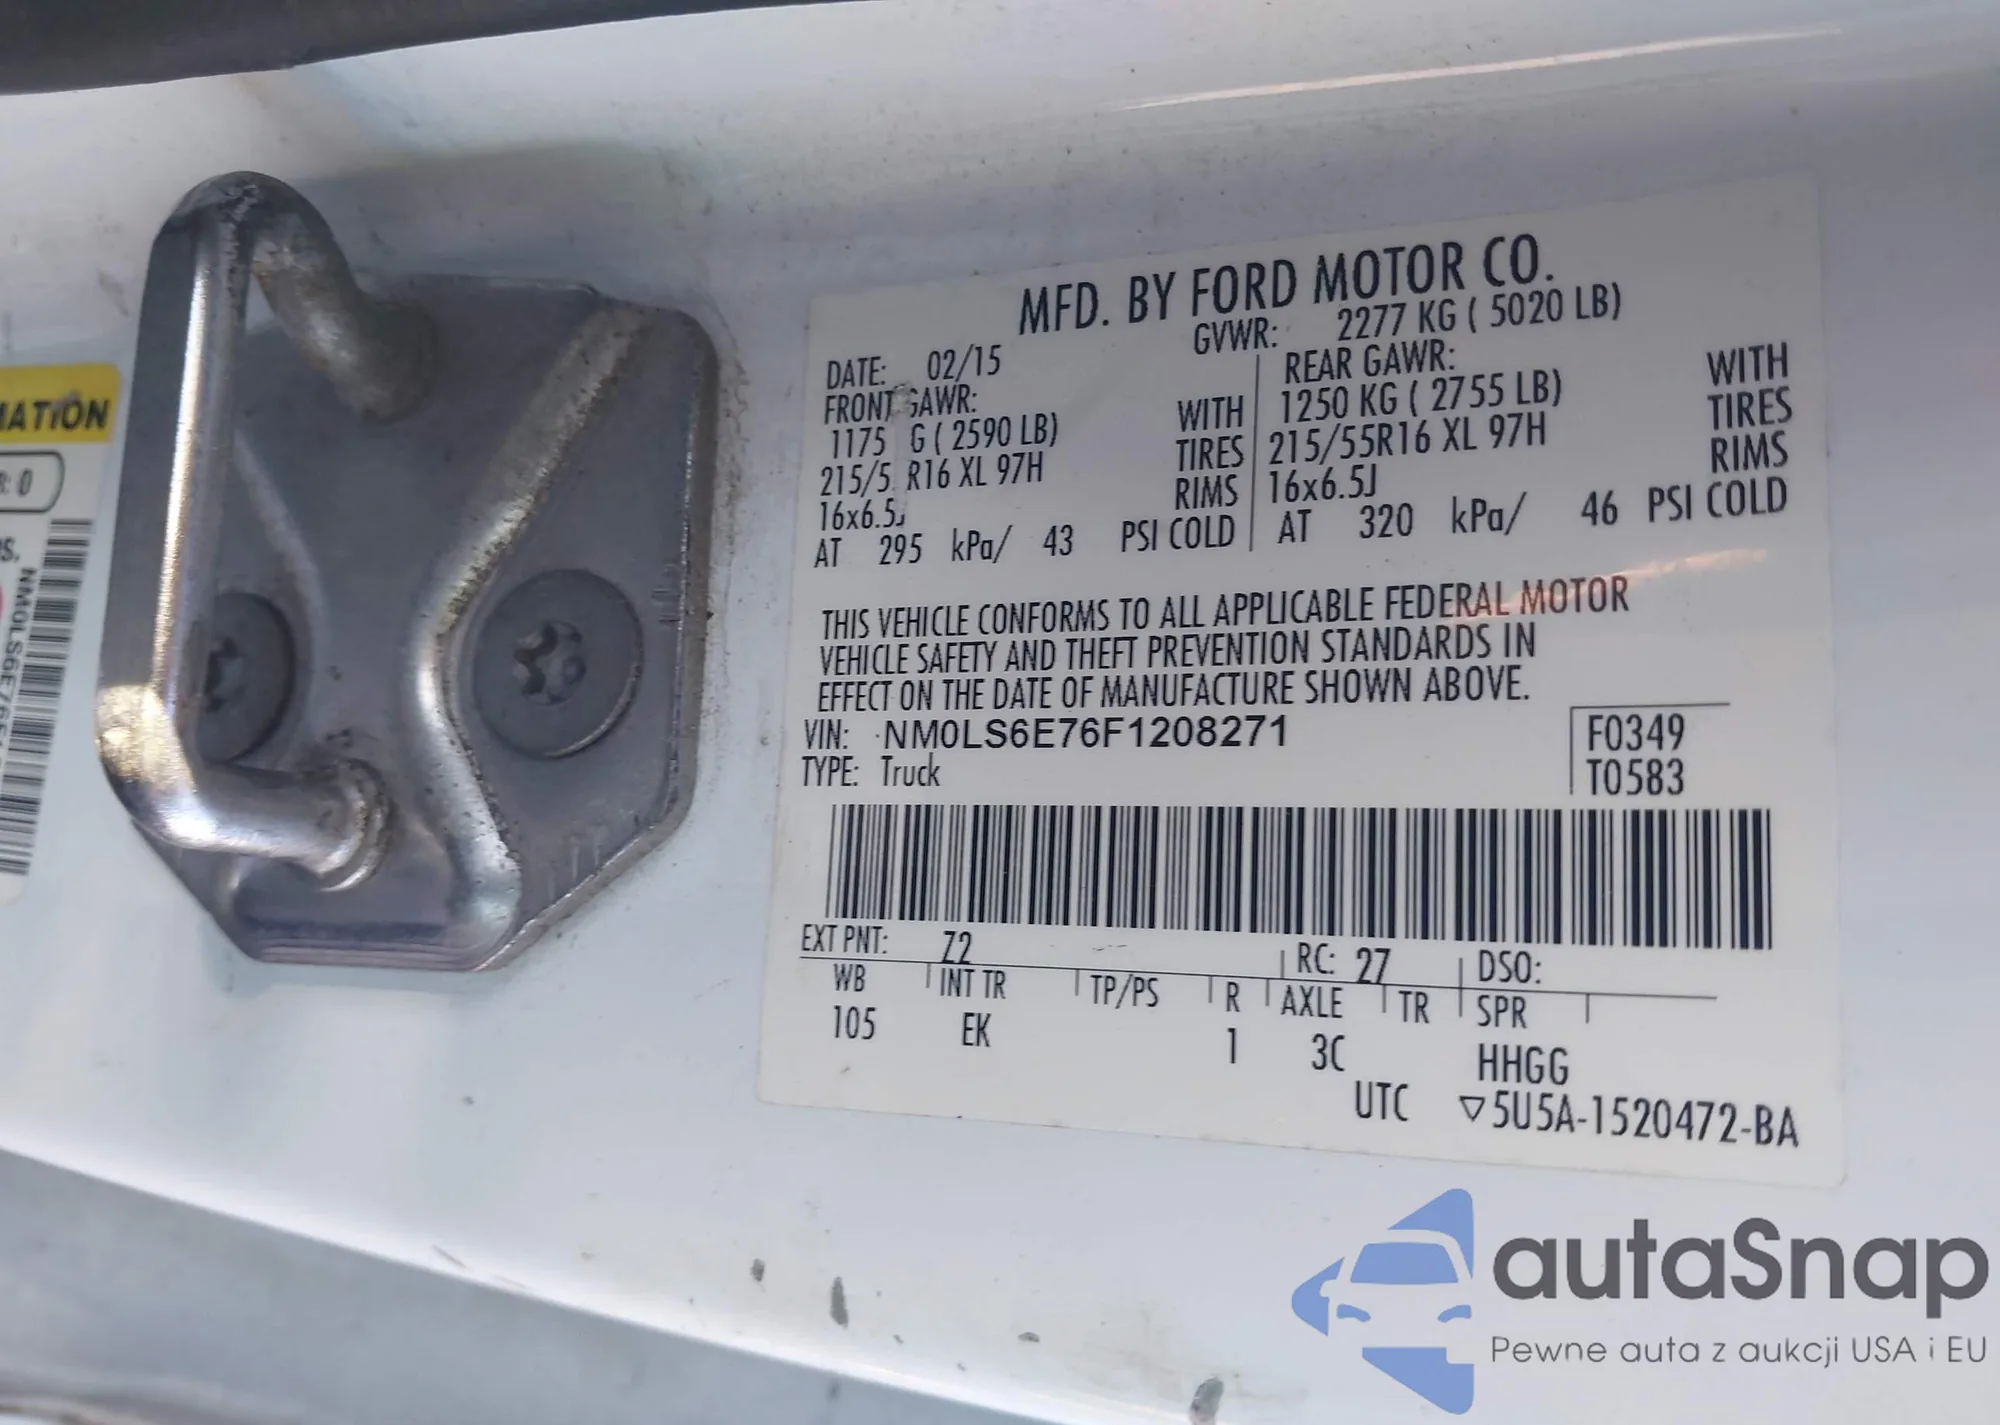 MATION
R: 0
NM0LS6E76
MFD. BY FORD MOTOR CO.
DATE: 02/15 GVWR: 2277 KG ( 5020 LB)
FRONT GAWR: REAR GAWR:
1175 G ( 2590 LB) WITH 1250 KG ( 2755 LB) WITH
215/5 R16 XL 97H TIRES 215/55R16 XL 97H TIRES
16x6.5J RIMS 16x6.5J RIMS
AT 295 kPa/ 43 PSI COLD AT 320 kPa/ 46 PSI COLD
THIS VEHICLE CONFORMS TO ALL APPLICABLE FEDERAL MOTOR
VEHICLE SAFETY AND THEFT PREVENTION STANDARDS IN
EFFECT ON THE DATE OF MANUFACTURE SHOWN ABOVE.
VIN: NM0LS6E76F1208271 F0349
TYPE: Truck T0583
EXT PNT: Z2 RC: 27 DSO:
WB INT TR TP/PS R AXLE TR SPR
105 EK 1 3C HHGG
UTC ▽5U5A-1520472-BA
autaSnap
Pewne auta z aukcji USA i EU